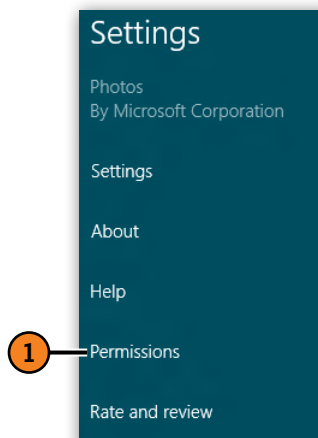 Settings
Photos
By Microsoft Corporation
Settings
About
Help
1
Permissions
Rate and review